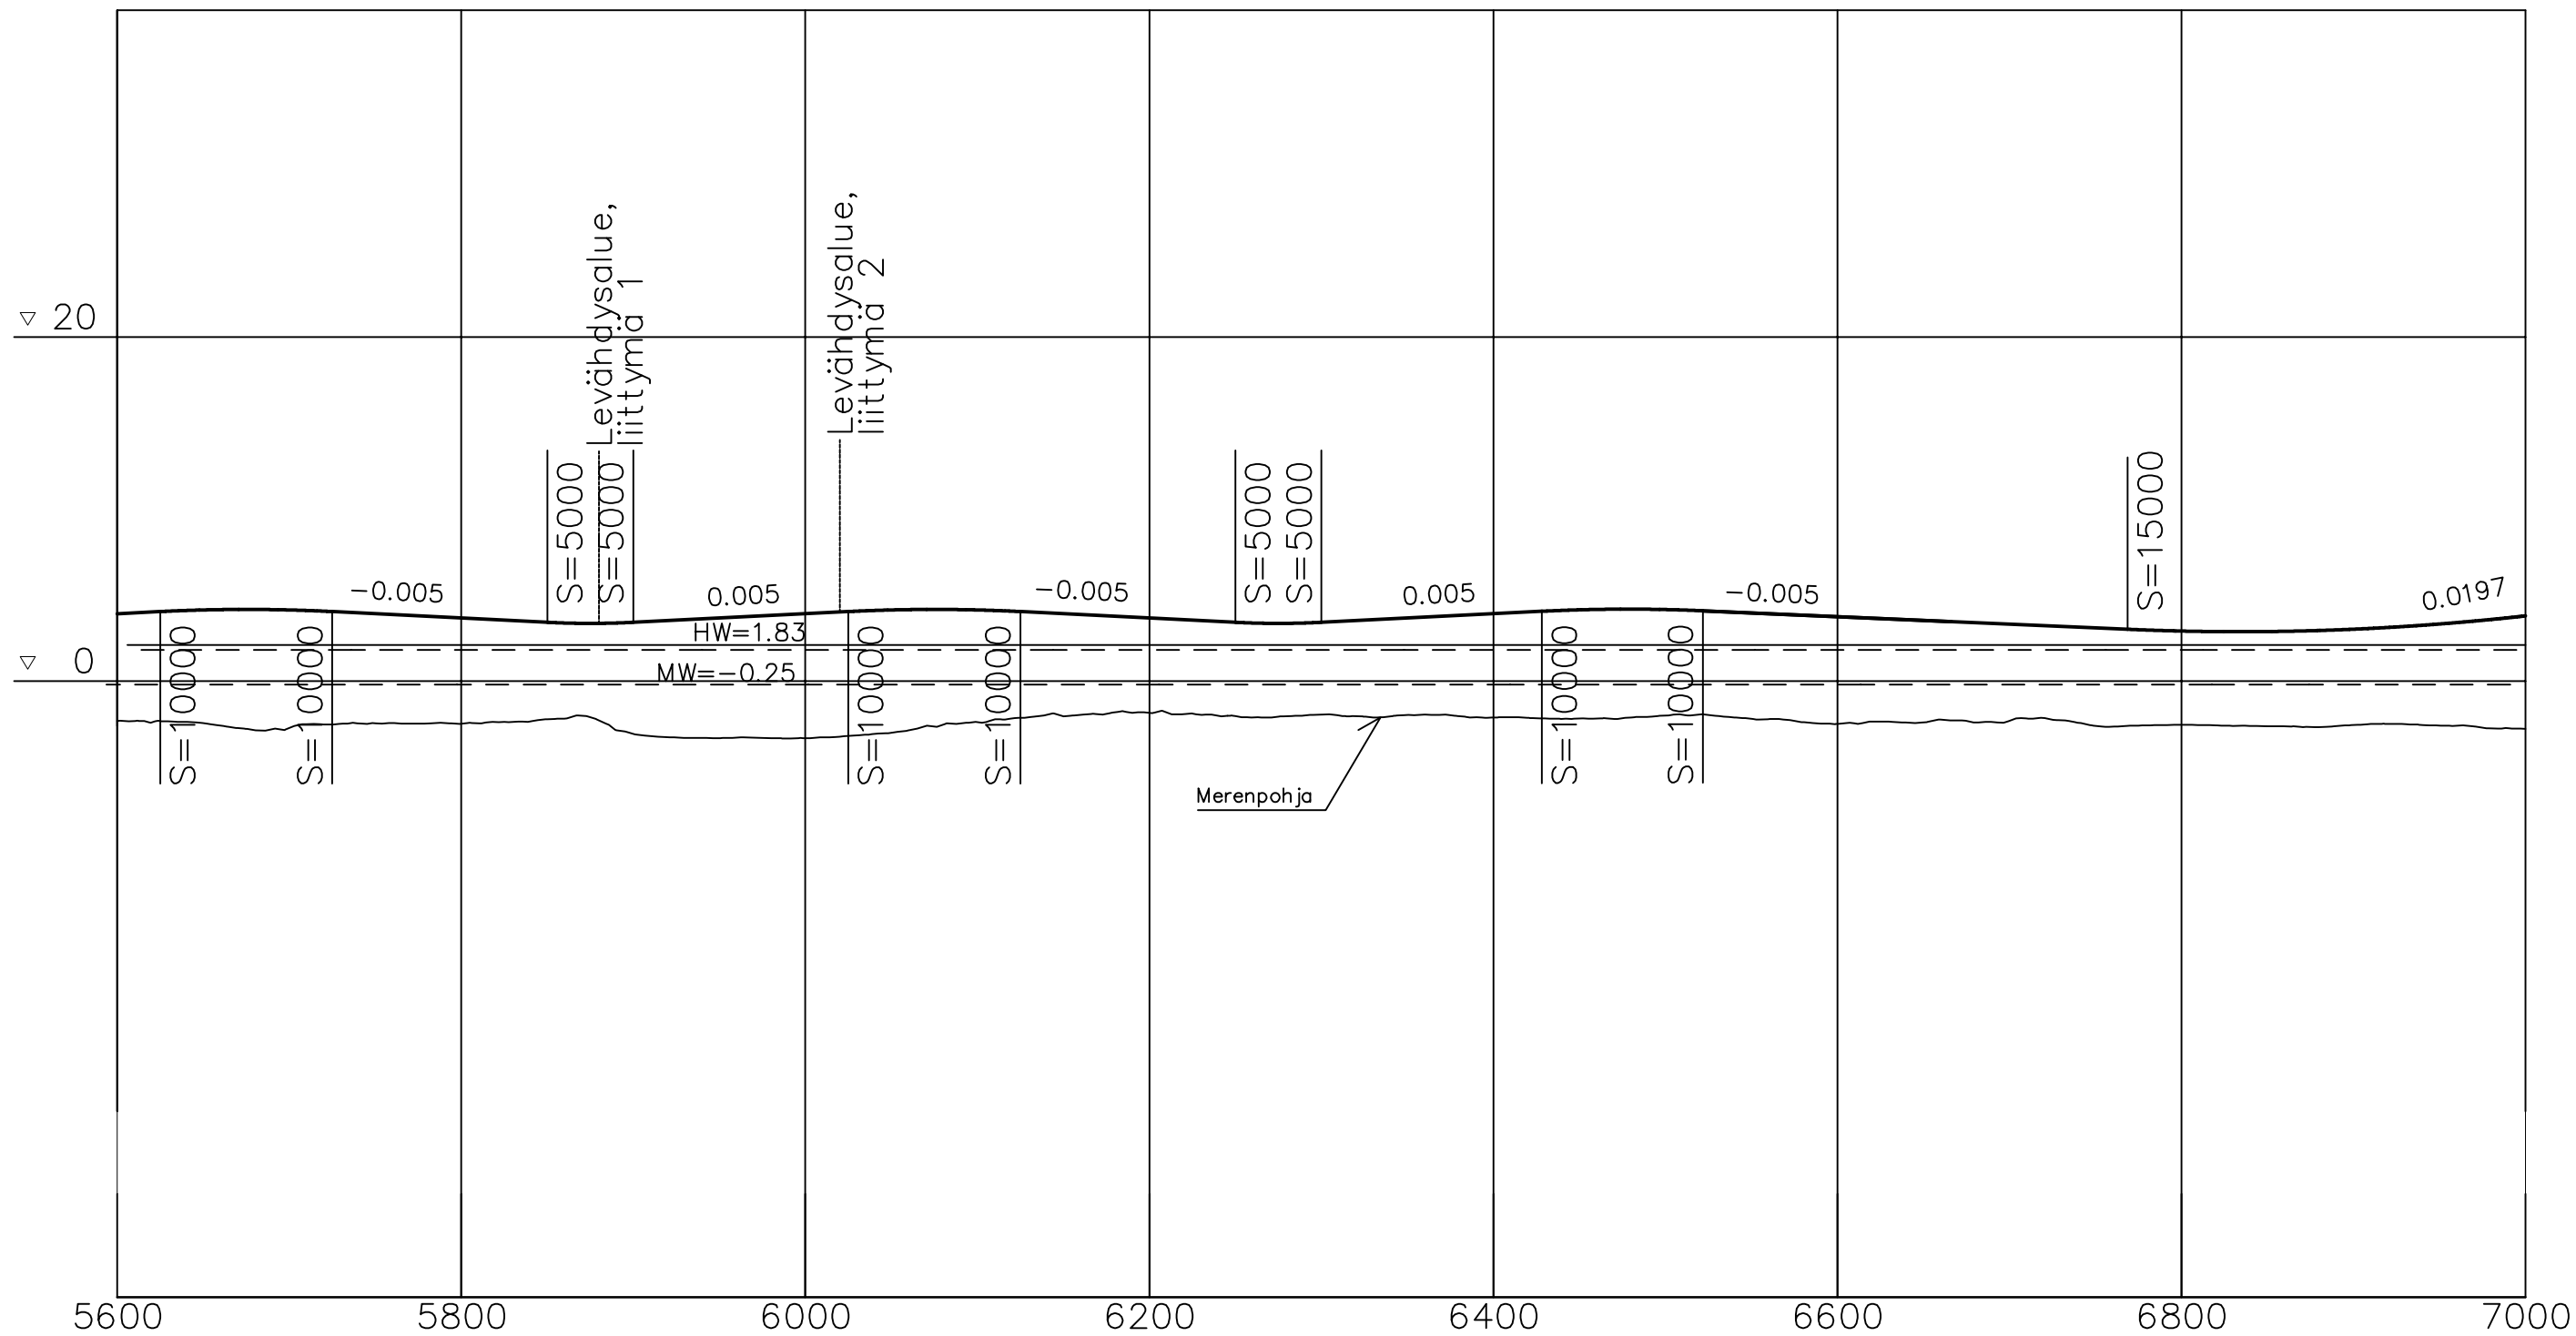 Levähdysalue,
liittymä 1
Levähdysalue,
liittymä 2
▽ 20
S=5000
S=5000
S=5000
S=5000
S=15000
-0.005
0.005
-0.005
0.005
-0.005
0.0197
HW=1.83
MW=-0.25
▽ 0
S=10000
S=10000
S=10000
S=10000
S=10000
S=10000
Merenpohja
5600 5800 6000 6200 6400 6600 6800 7000